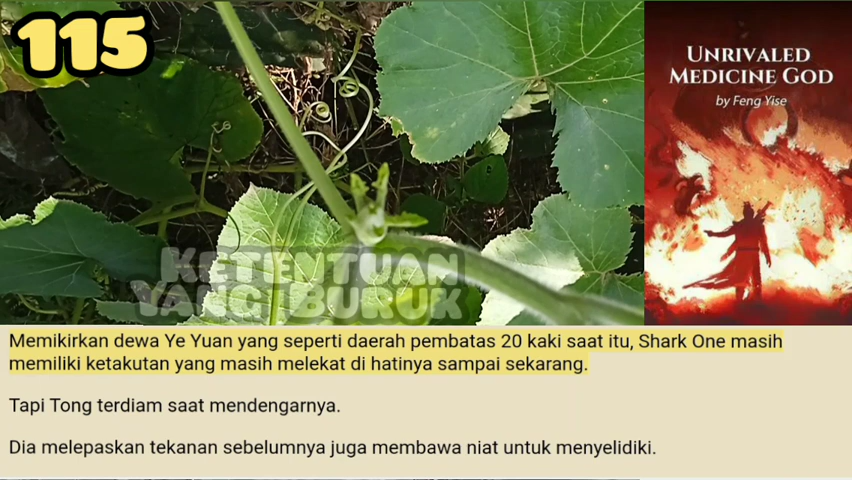 115
UNRIVALED
MEDICINE GOD
by Feng Yise
KETENTUAN
YANG BURUK
Memikirkan dewa Ye Yuan yang seperti daerah pembatas 20 kaki saat itu, Shark One masih
memiliki ketakutan yang masih melekat di hatinya sampai sekarang.
Tapi Tong terdiam saat mendengarnya.
Dia melepaskan tekanan sebelumnya juga membawa niat untuk menyelidiki.